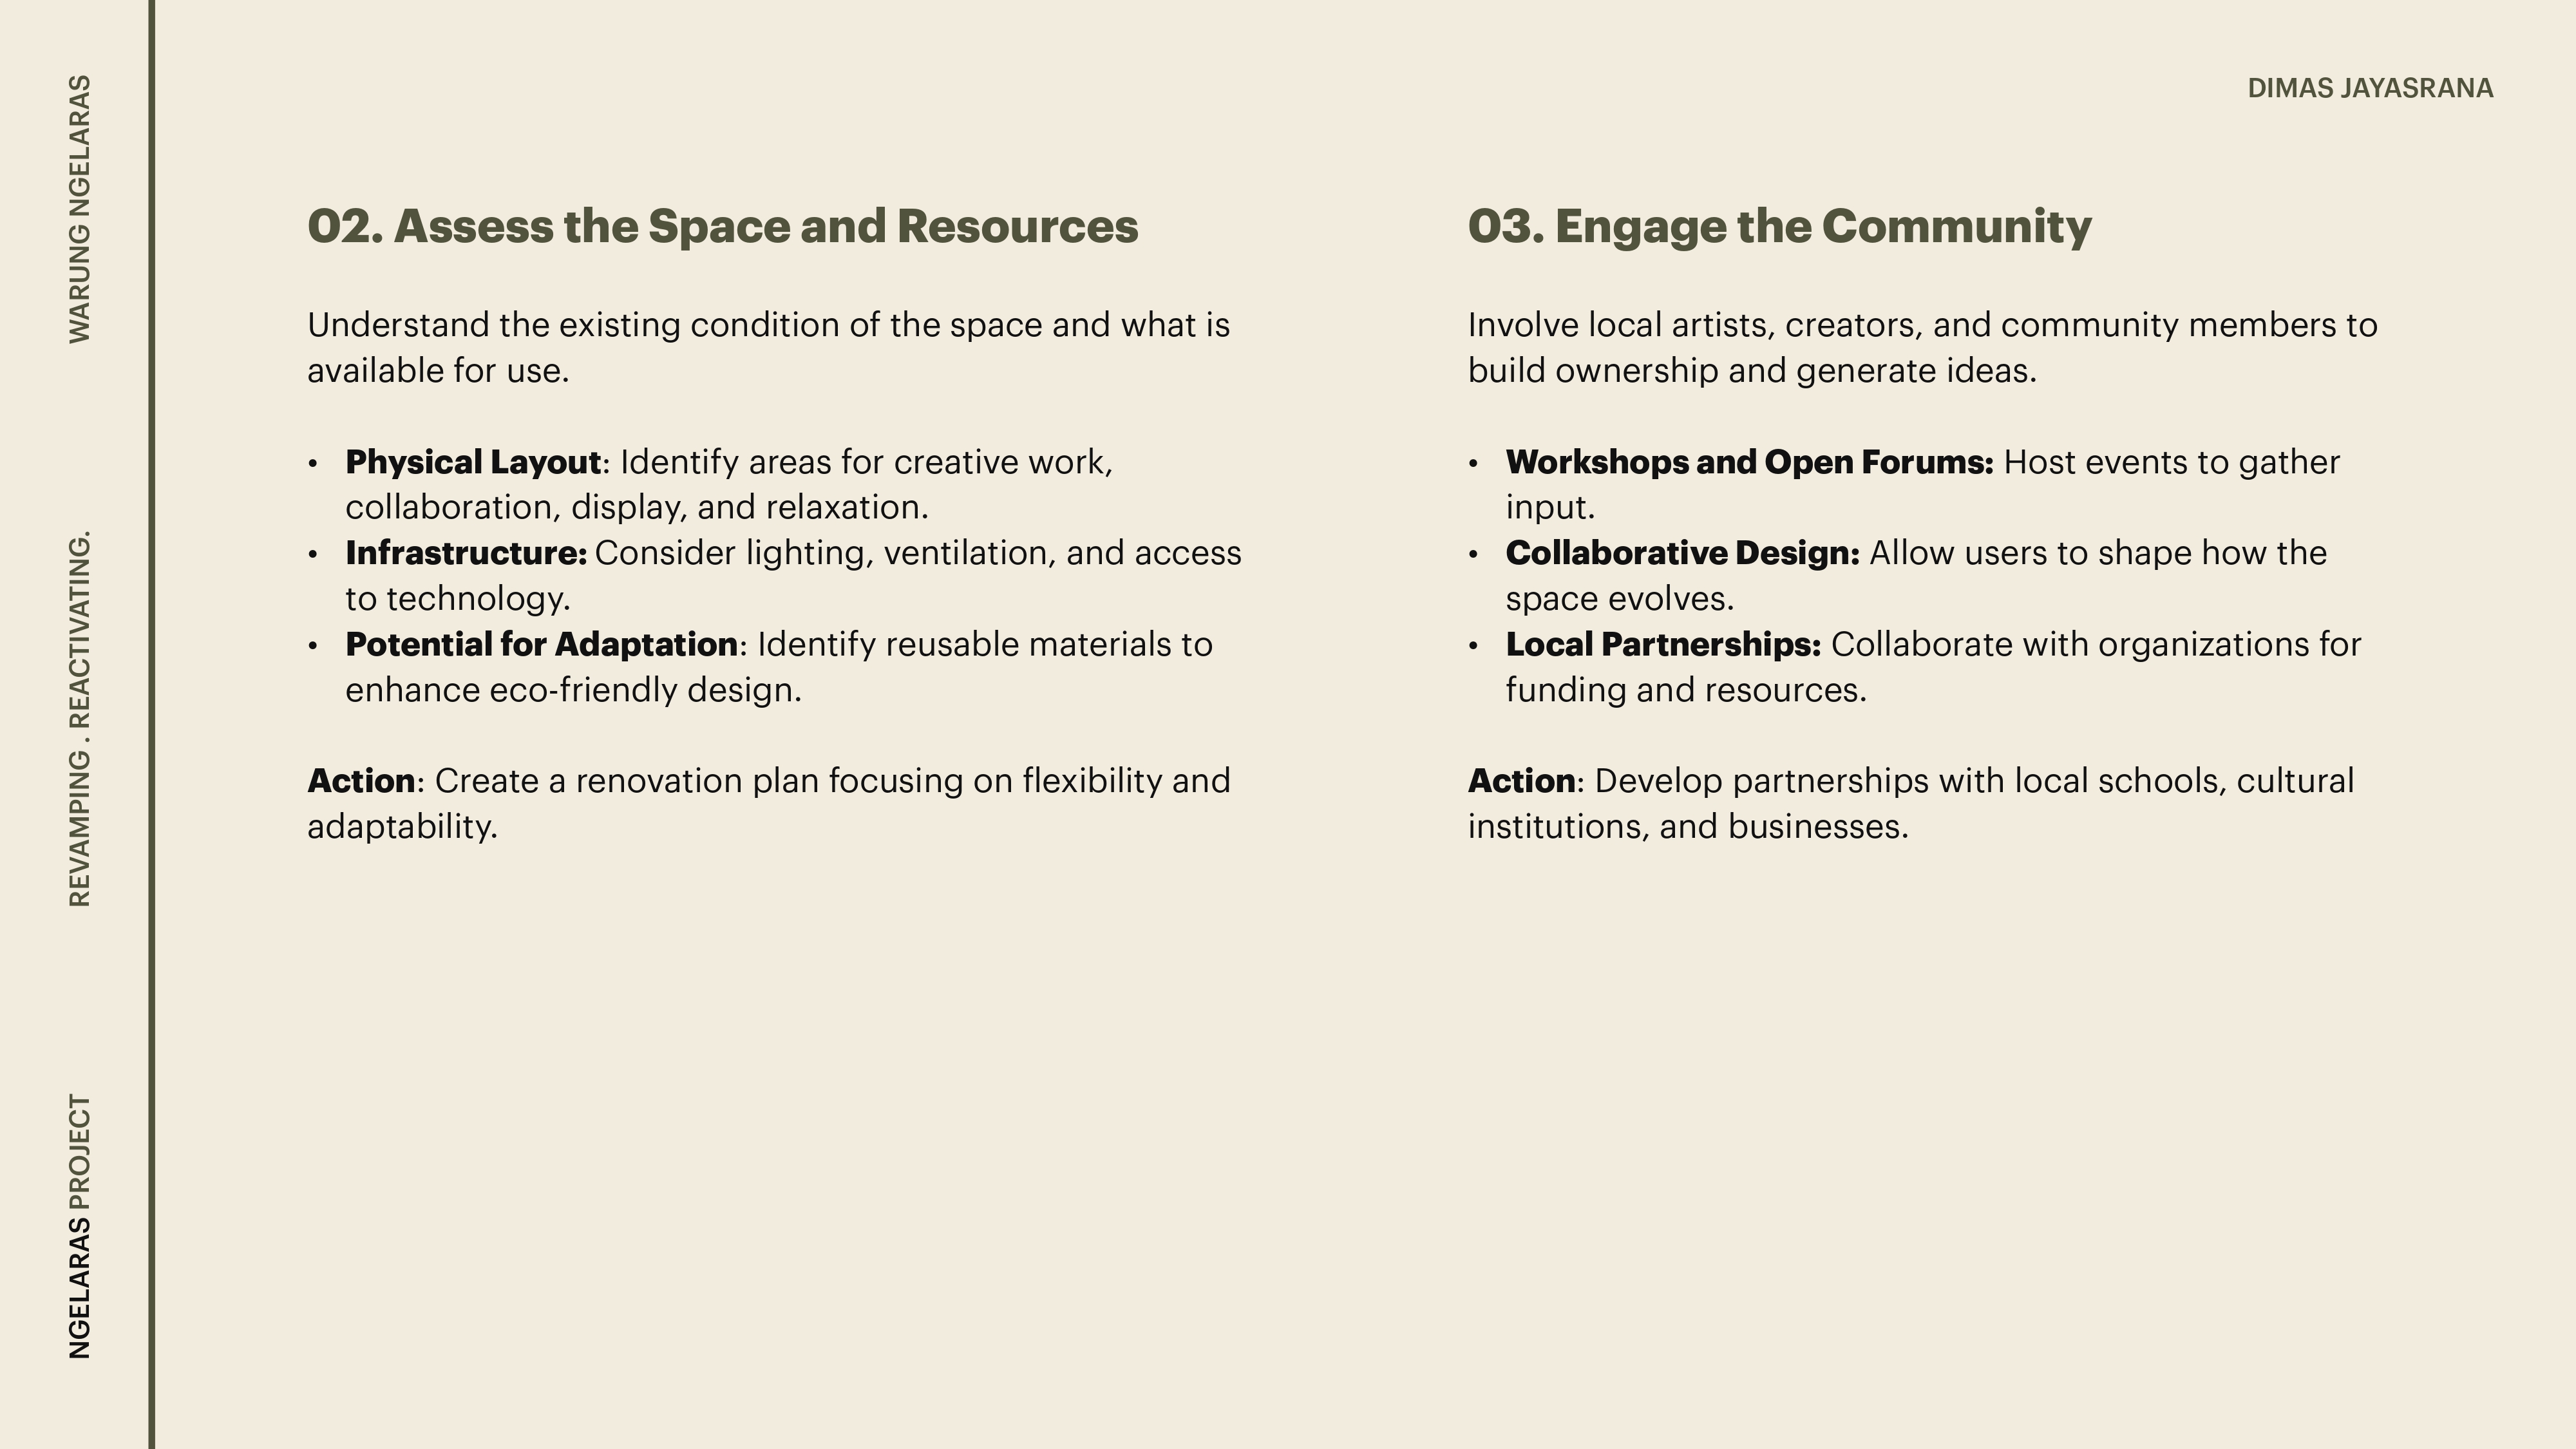 WARUNG NGELARAS
REVAMPING . REACTIVATING.
NGELARAS PROJECT
DIMAS JAYASRANA
02. Assess the Space and Resources
Understand the existing condition of the space and what is
available for use.
• Physical Layout: Identify areas for creative work,
collaboration, display, and relaxation.
• Infrastructure: Consider lighting, ventilation, and access
to technology.
• Potential for Adaptation: Identify reusable materials to
enhance eco-friendly design.
Action: Create a renovation plan focusing on flexibility and
adaptability.
03. Engage the Community
Involve local artists, creators, and community members to
build ownership and generate ideas.
• Workshops and Open Forums: Host events to gather
input.
• Collaborative Design: Allow users to shape how the
space evolves.
• Local Partnerships: Collaborate with organizations for
funding and resources.
Action: Develop partnerships with local schools, cultural
institutions, and businesses.